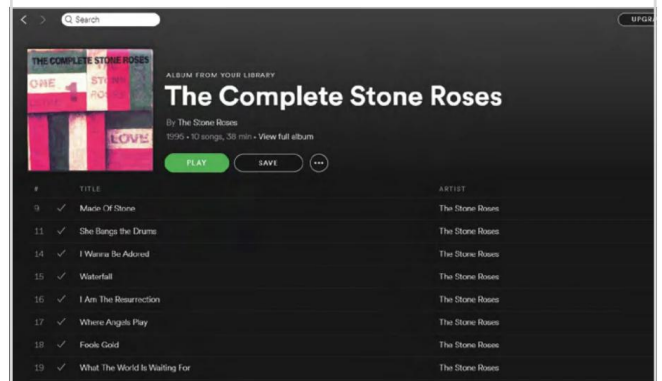 Search
UPGRA
THE COMPLETE STONE ROSES
ONE
1
LOVE
ALBUM FROM YOUR LIBRARY
The Complete Stone Roses
By The Stone Roses
1995 • 10 songs, 38 min • View full album
PLAY
SAVE
# TITLE ARTIST
9 Made Of Stone The Stone Roses
11 She Bangs the Drums The Stone Roses
14 I Wanna Be Adored The Stone Roses
15 Waterfall The Stone Roses
16 I Am The Resurrection The Stone Roses
17 Where Angels Play The Stone Roses
18 Fools Gold The Stone Roses
19 What The World Is Waiting For The Stone Roses